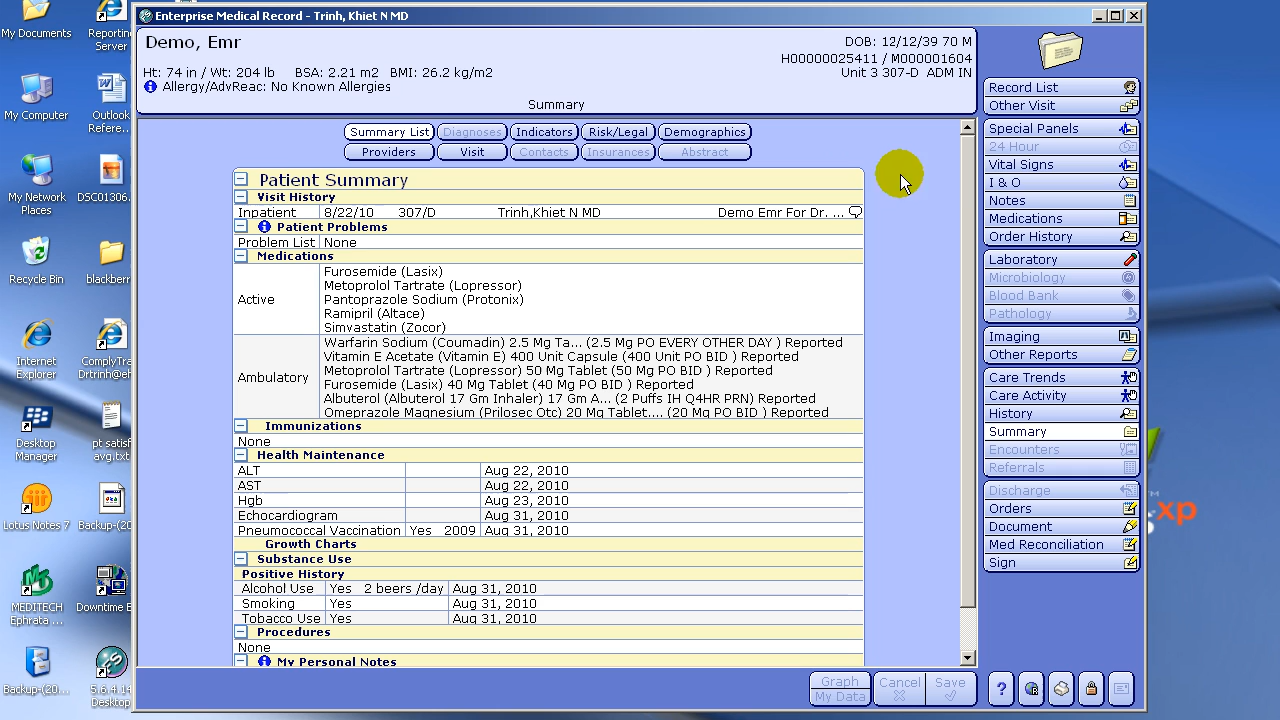 Enterprise Medical Record - Trinh, Khiet N MD
Demo, Emr
DOB: 12/12/39 70 M
H00000025411 / M000001604
Ht: 74 in / Wt: 204 lb BSA: 2.21 m2 BMI: 26.2 kg/m2
Unit 3 307-D ADM IN
Allergy/AdvReac: No Known Allergies
Summary
Summary List Diagnoses Indicators Risk/Legal Demographics
Providers Visit Contacts Insurances Abstract
Patient Summary
Visit History
Inpatient 8/22/10 307/D Trinh,Khiet N MD Demo Emr For Dr. ...
Patient Problems
Problem List None
Medications
Active
Furosemide (Lasix)
Metoprolol Tartrate (Lopressor)
Pantoprazole Sodium (Protonix)
Ramipril (Altace)
Simvastatin (Zocor)
Ambulatory
Warfarin Sodium (Coumadin) 2.5 Mg Ta... (2.5 Mg PO EVERY OTHER DAY ) Reported
Vitamin E Acetate (Vitamin E) 400 Unit Capsule (400 Unit PO BID ) Reported
Metoprolol Tartrate (Lopressor) 50 Mg Tablet (50 Mg PO BID ) Reported
Furosemide (Lasix) 40 Mg Tablet (40 Mg PO BID ) Reported
Albuterol (Albuterol 17 Gm Inhaler) 17 Gm A... (2 Puffs IH Q4HR PRN) Reported
Omeprazole Magnesium (Prilosec Otc) 20 Mg Tablet.... (20 Mg PO BID ) Reported
Immunizations
None
Health Maintenance
ALT Aug 22, 2010
AST Aug 22, 2010
Hgb Aug 23, 2010
Echocardiogram Aug 31, 2010
Pneumococcal Vaccination Yes 2009 Aug 31, 2010
Growth Charts
Substance Use
Positive History
Alcohol Use Yes 2 beers /day Aug 31, 2010
Smoking Yes Aug 31, 2010
Tobacco Use Yes Aug 31, 2010
Procedures
None
My Personal Notes
Graph
My Data
Cancel
Save
Record List
Other Visit
Special Panels
24 Hour
Vital Signs
I & O
Notes
Medications
Order History
Laboratory
Microbiology
Blood Bank
Pathology
Imaging
Other Reports
Care Trends
Care Activity
History
Summary
Encounters
Referrals
Discharge
Orders
Document
Med Reconciliation
Sign
?
My Documents
Reporting
Server
My Computer
Outlook
Refere...
My Network
Places
DSC01306.
Recycle Bin
blackberr
Internet
Explorer
ComplyTra
Drtrinh@ef
Desktop
Manager
pt satisf
avg.txt
Lotus Notes 7
Backup-(20
MEDITECH
Ephrata ...
Downtime E
Backup-(20...
5.6.4.14
Desktop
xp